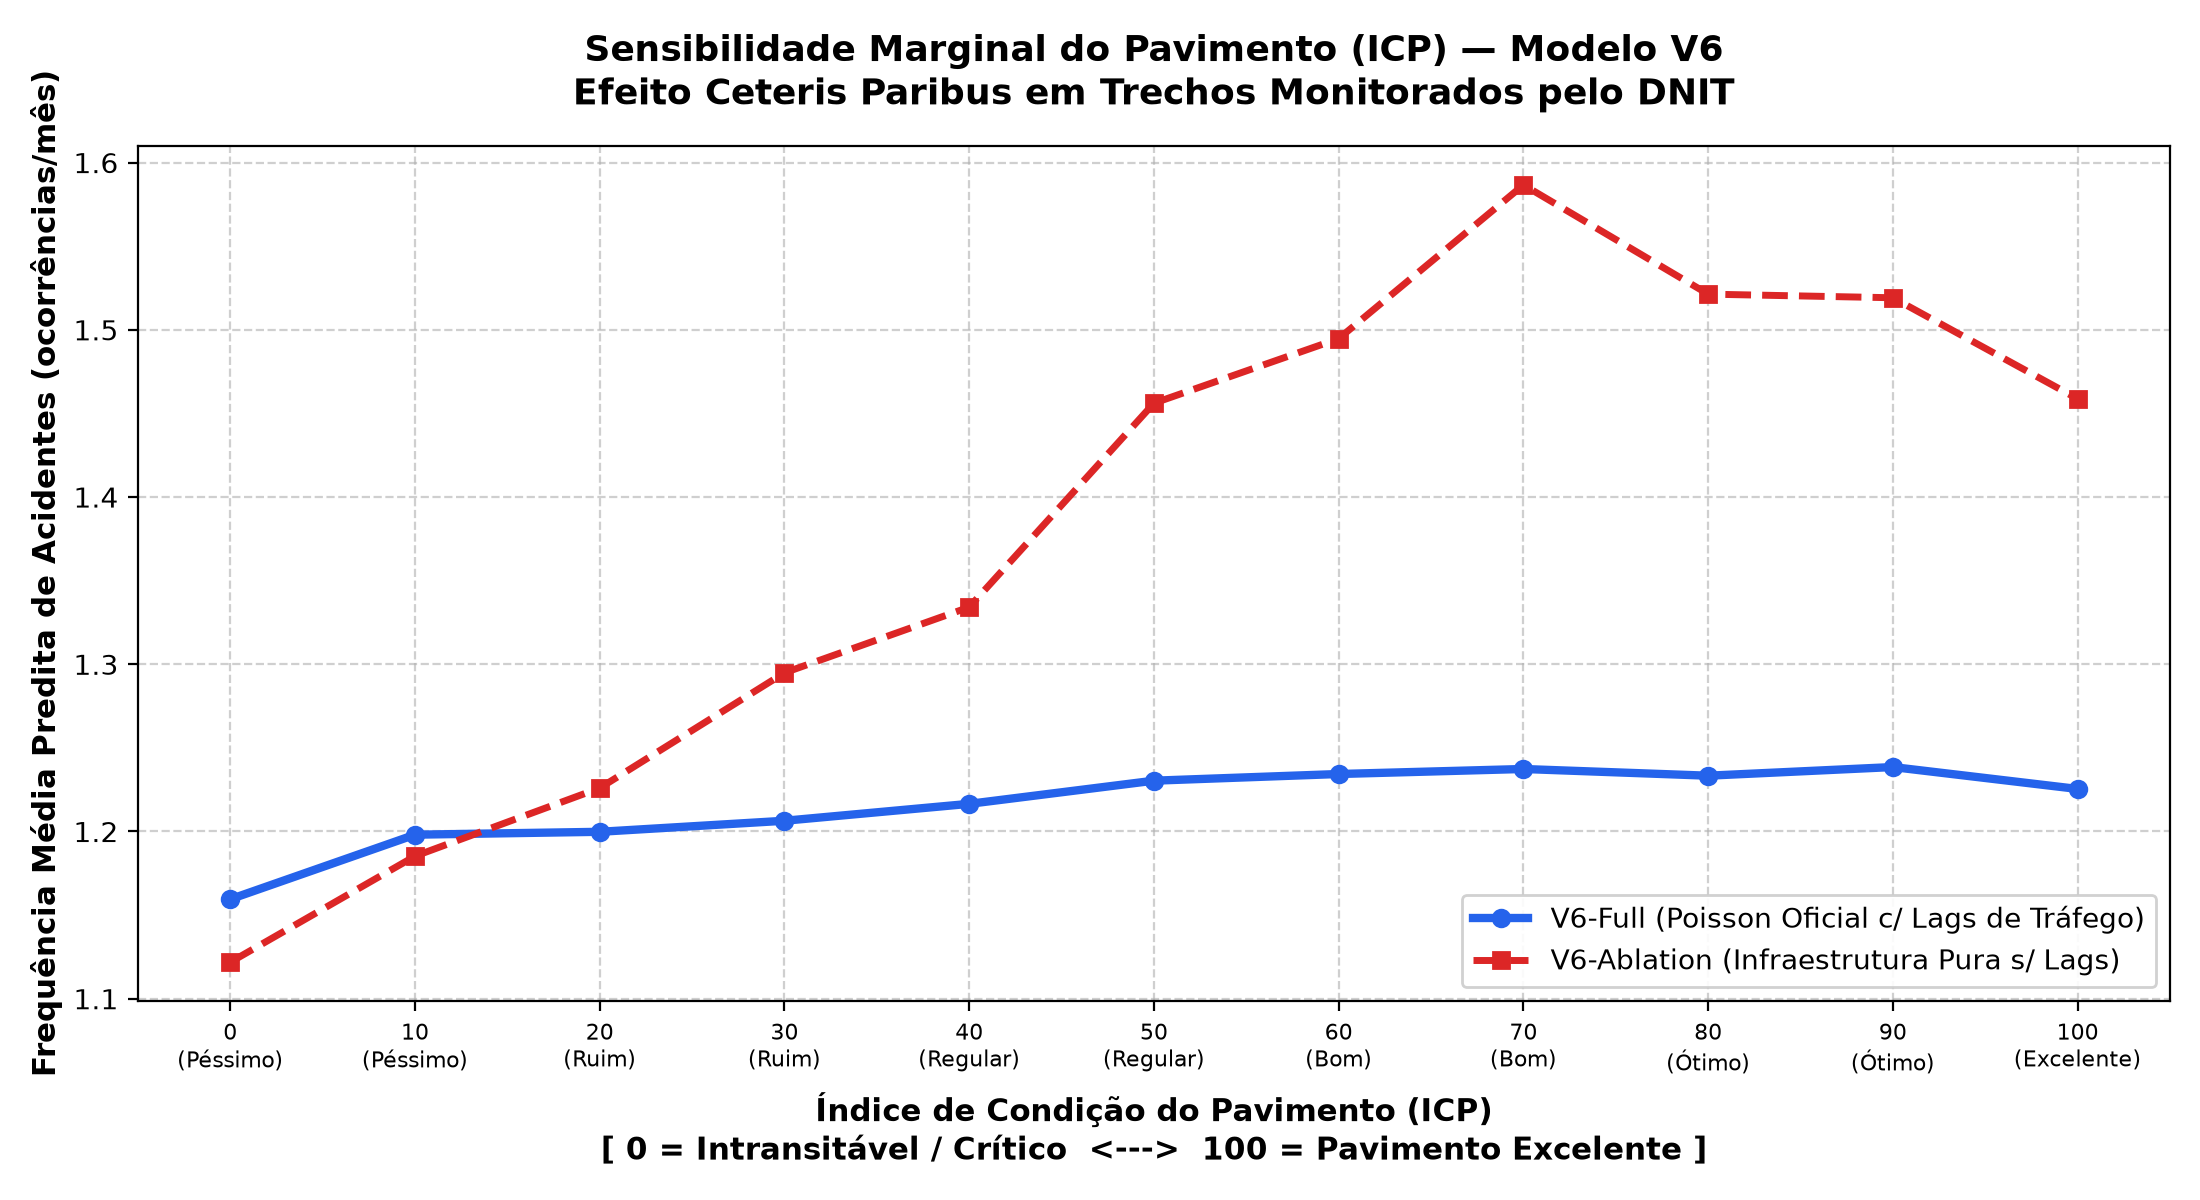 Sensibilidade Marginal do Pavimento (ICP) — Modelo V6
Efeito Ceteris Paribus em Trechos Monitorados pelo DNIT
Frequência Média Predita de Acidentes (ocorrências/mês)
1.6
1.5
1.4
1.3
1.2
1.1
V6-Full (Poisson Oficial c/ Lags de Tráfego)
V6-Ablation (Infraestrutura Pura s/ Lags)
0 10 20 30 40 50 60 70 80 90 100
(Péssimo) (Péssimo) (Ruim) (Ruim) (Regular) (Regular) (Bom) (Bom) (Ótimo) (Ótimo) (Excelente)
Índice de Condição do Pavimento (ICP)
[ 0 = Intransitável / Crítico <---> 100 = Pavimento Excelente ]